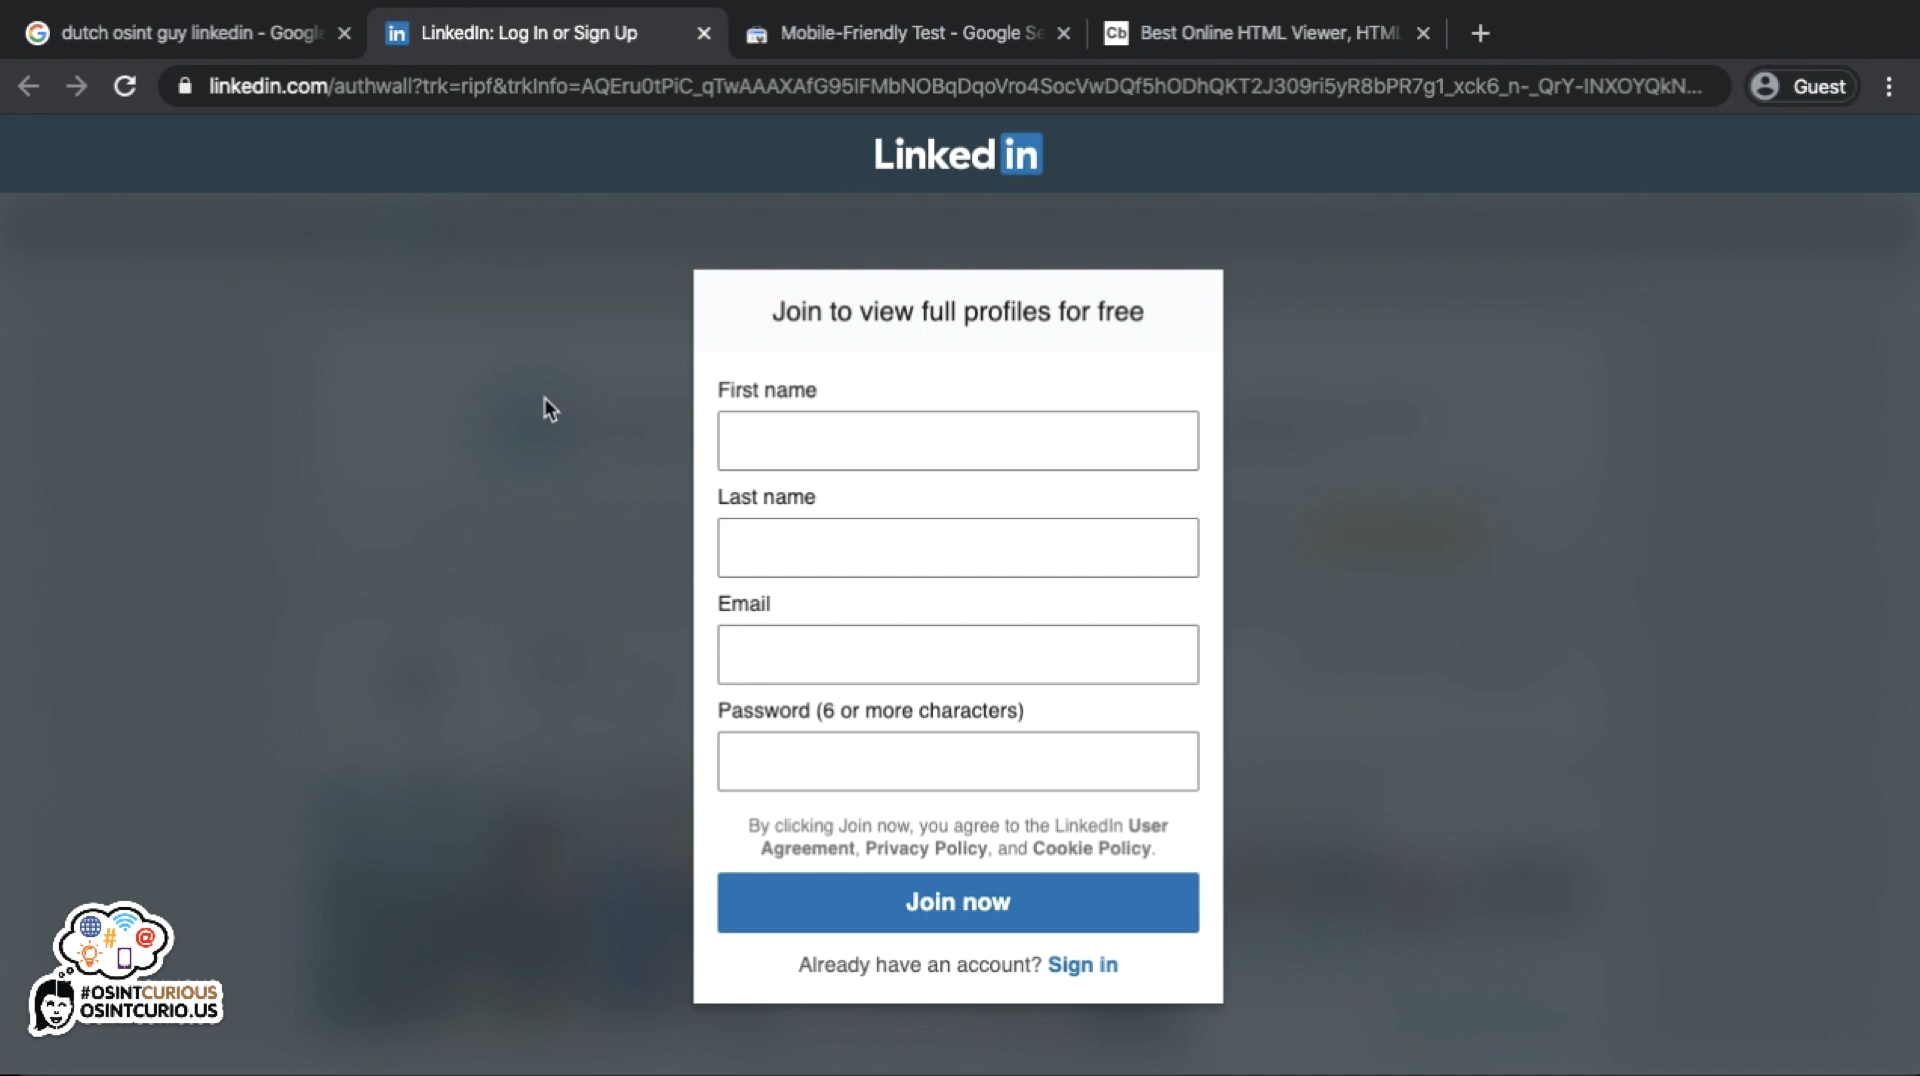 dutch osint guy linkedin - Google
LinkedIn: Log In or Sign Up
Mobile-Friendly Test - Google Se
Best Online HTML Viewer, HTML
linkedin.com/authwall?trk=ripf&trkInfo=AQEru0tPiC_qTwAAAXAfG95IFMbNOBqDqoVro4SocVwDQf5hODhQKT2J309ri5yR8bPR7g1_xck6_n-_QrY-INXOYQkN...
Guest
Linked in
Join to view full profiles for free
First name
Last name
Email
Password (6 or more characters)
By clicking Join now, you agree to the LinkedIn User
Agreement, Privacy Policy, and Cookie Policy.
Join now
Already have an account? Sign in
#OSINTCURIOUS
OSINTCURIO.US